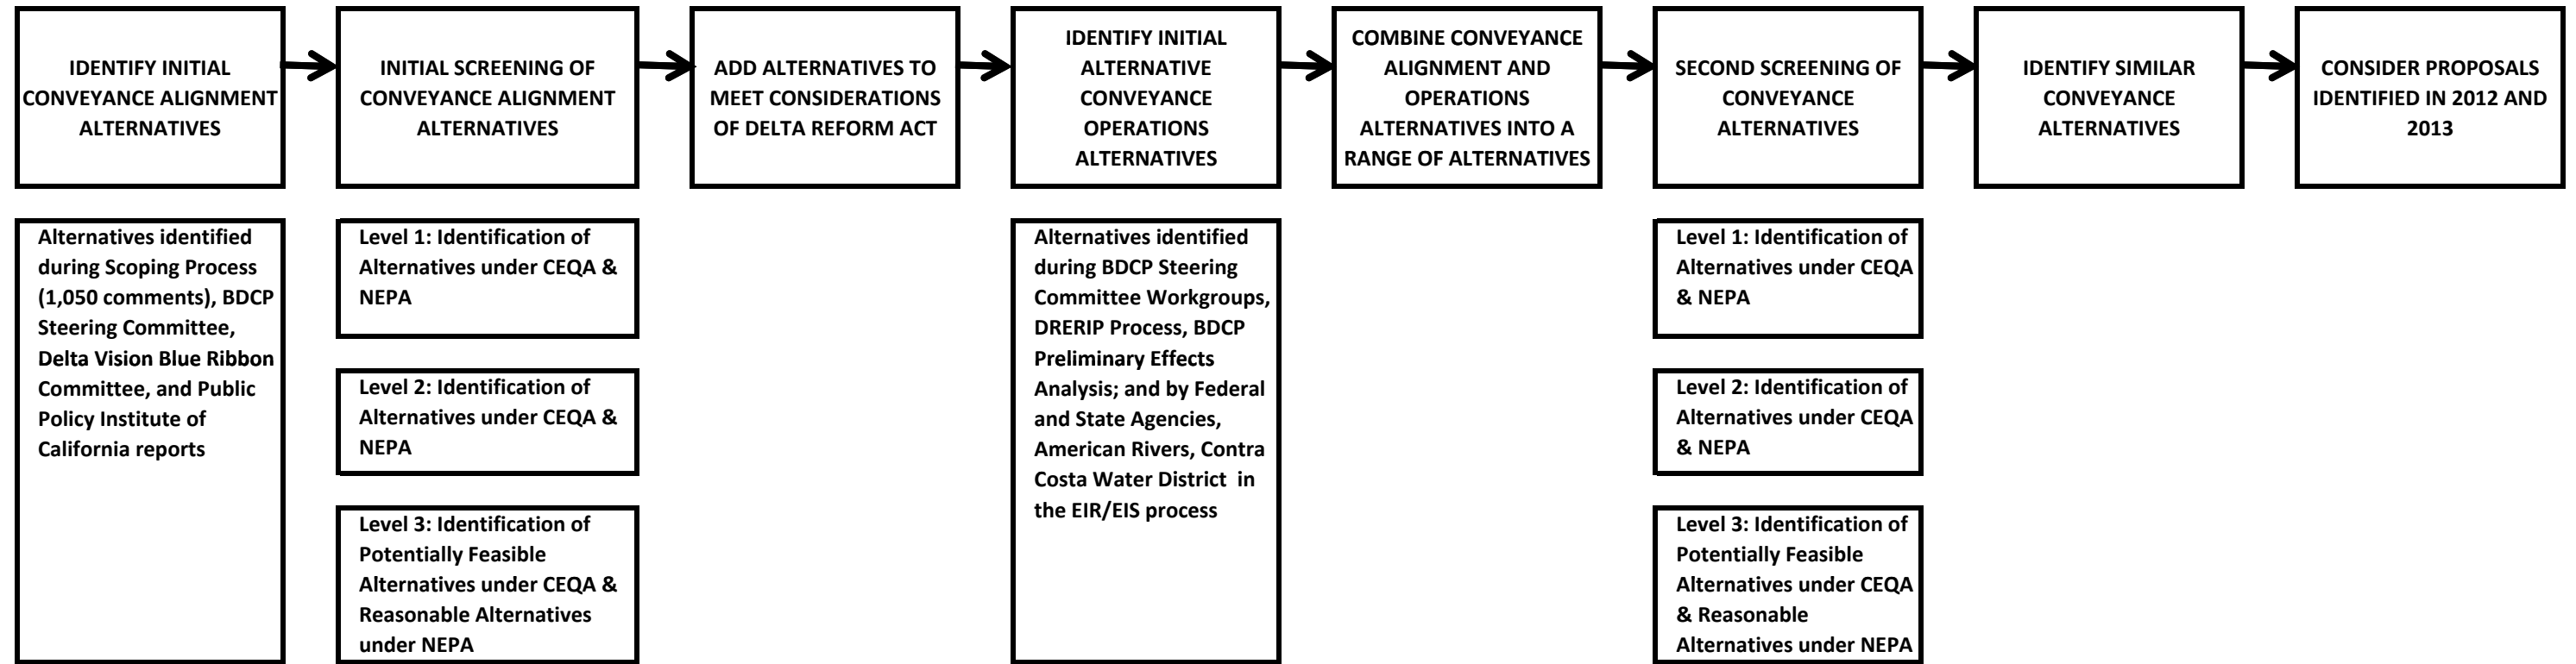 IDENTIFY INITIAL
CONVEYANCE ALIGNMENT
ALTERNATIVES
INITIAL SCREENING OF
CONVEYANCE ALIGNMENT
ALTERNATIVES
ADD ALTERNATIVES TO
MEET CONSIDERATIONS
OF DELTA REFORM ACT
IDENTIFY INITIAL
ALTERNATIVE
CONVEYANCE
OPERATIONS
ALTERNATIVES
COMBINE CONVEYANCE
ALIGNMENT AND
OPERATIONS
ALTERNATIVES INTO A
RANGE OF ALTERNATIVES
SECOND SCREENING OF
CONVEYANCE
ALTERNATIVES
IDENTIFY SIMILAR
CONVEYANCE
ALTERNATIVES
CONSIDER PROPOSALS
IDENTIFIED IN 2012 AND
2013
Alternatives identified
during Scoping Process
(1,050 comments), BDCP
Steering Committee,
Delta Vision Blue Ribbon
Committee, and Public
Policy Institute of
California reports
Level 1: Identification of
Alternatives under CEQA &
NEPA
Level 2: Identification of
Alternatives under CEQA &
NEPA
Level 3: Identification of
Potentially Feasible
Alternatives under CEQA &
Reasonable Alternatives
under NEPA
Alternatives identified
during BDCP Steering
Committee Workgroups,
DRERIP Process, BDCP
Preliminary Effects
Analysis; and by Federal
and State Agencies,
American Rivers, Contra
Costa Water District in
the EIR/EIS process
Level 1: Identification of
Alternatives under CEQA
& NEPA
Level 2: Identification of
Alternatives under CEQA
& NEPA
Level 3: Identification of
Potentially Feasible
Alternatives under CEQA
& Reasonable
Alternatives under NEPA